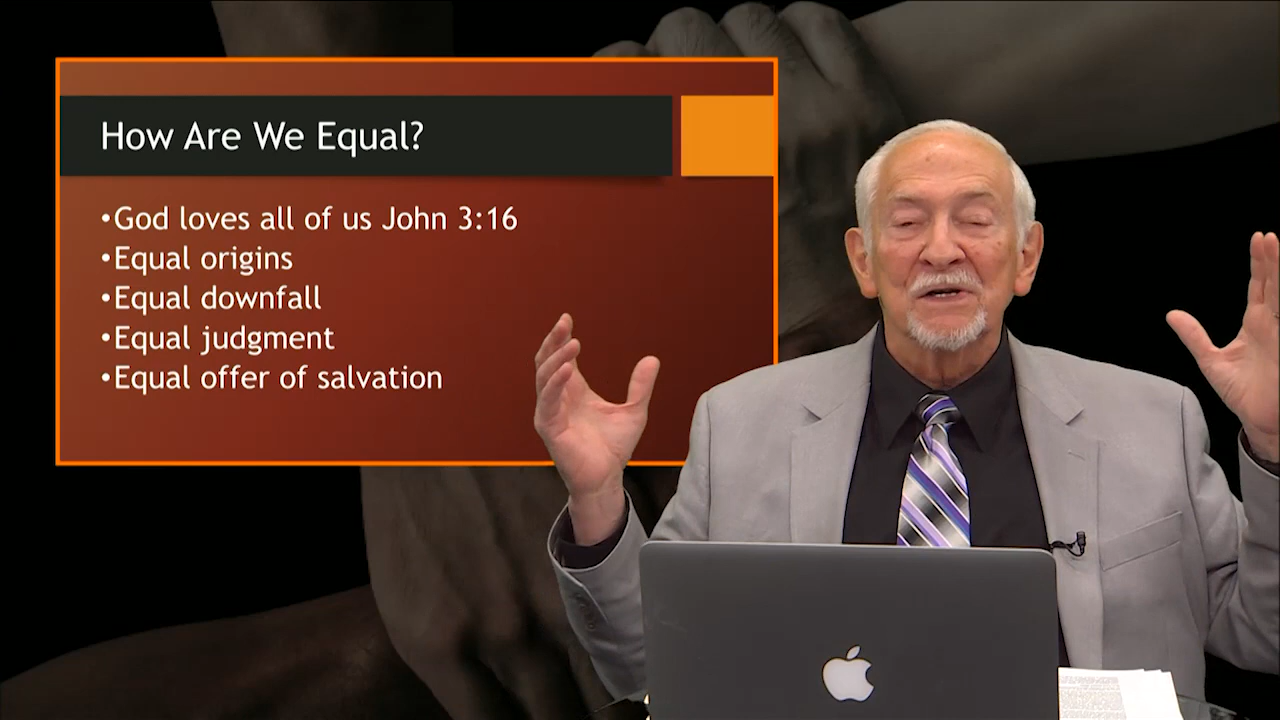 How Are We Equal?
•God loves all of us John 3:16
•Equal origins
•Equal downfall
•Equal judgment
•Equal offer of salvation